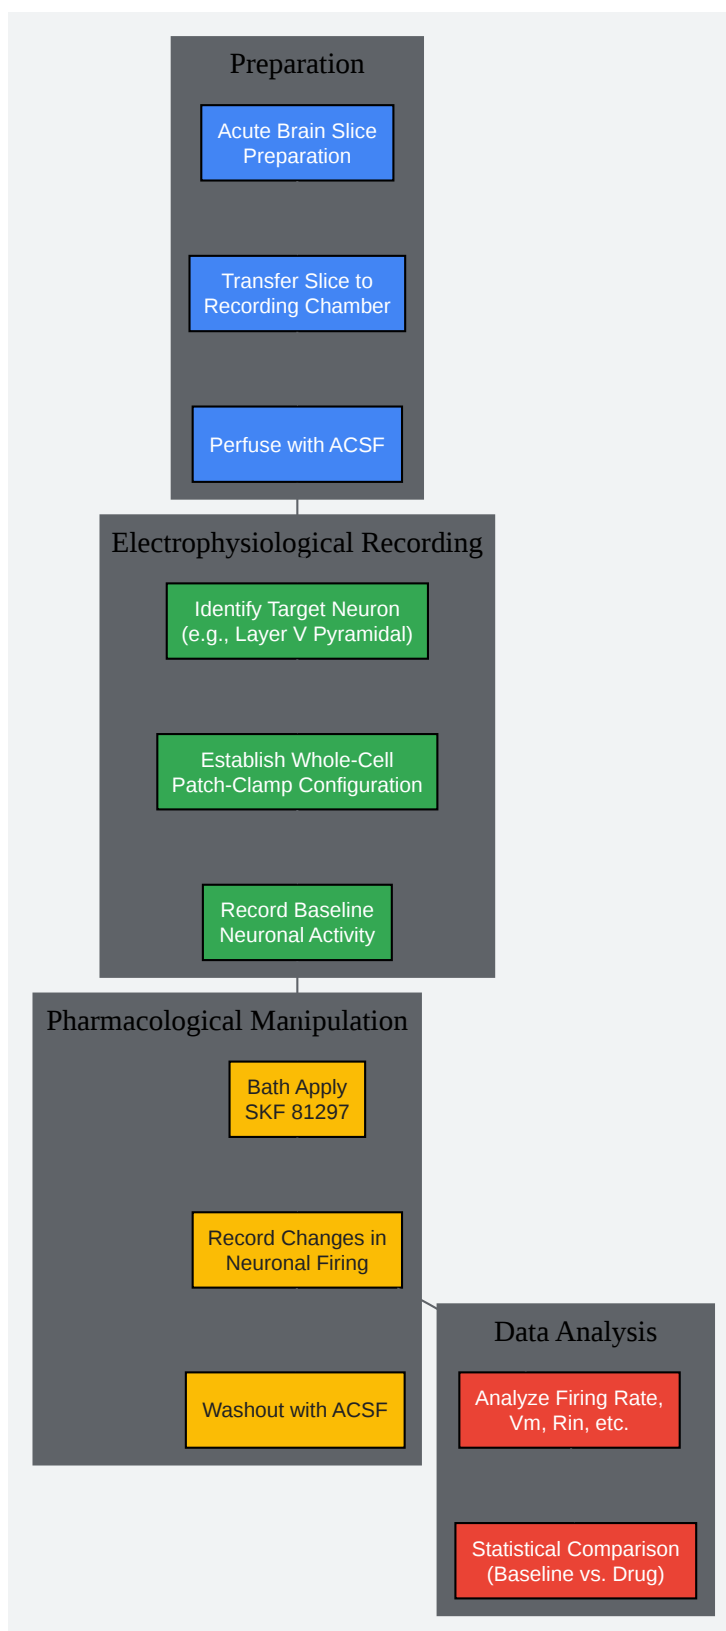 Preparation
Acute Brain Slice
Preparation
Transfer Slice to
Recording Chamber
Perfuse with ACSF
Electrophysiological Recording
Identify Target Neuron
(e.g., Layer V Pyramidal)
Establish Whole-Cell
Patch-Clamp Configuration
Record Baseline
Neuronal Activity
Pharmacological Manipulation
Bath Apply
SKF 81297
Record Changes in
Neuronal Firing
Washout with ACSF
Data Analysis
Analyze Firing Rate,
Vm, Rin, etc.
Statistical Comparison
(Baseline vs. Drug)